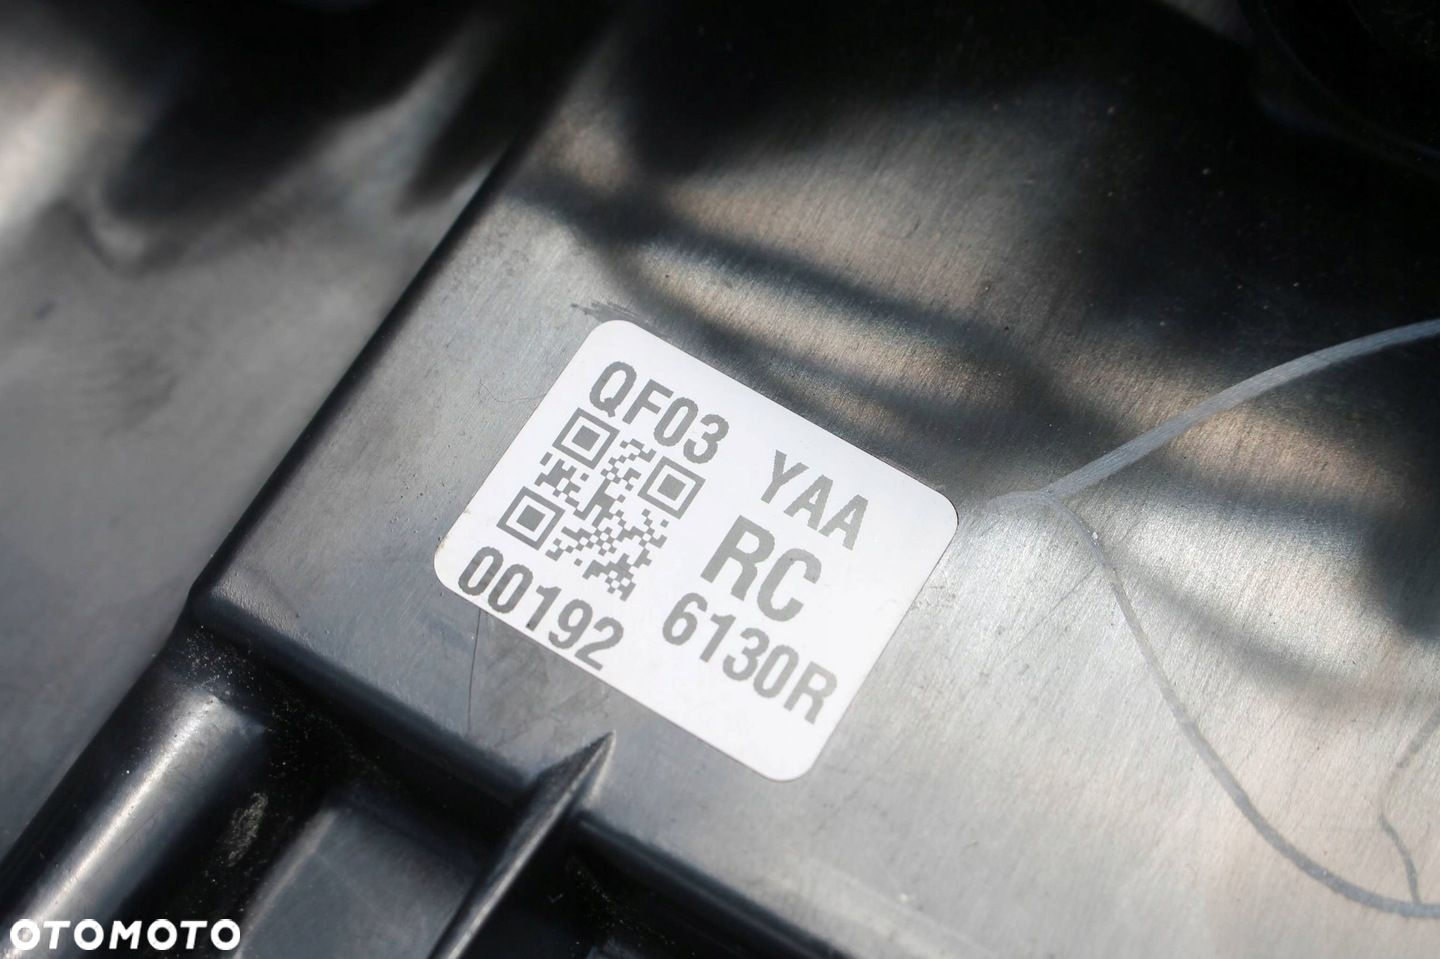 QF03
YAA
RC
6130R
00192
OTOMOTO